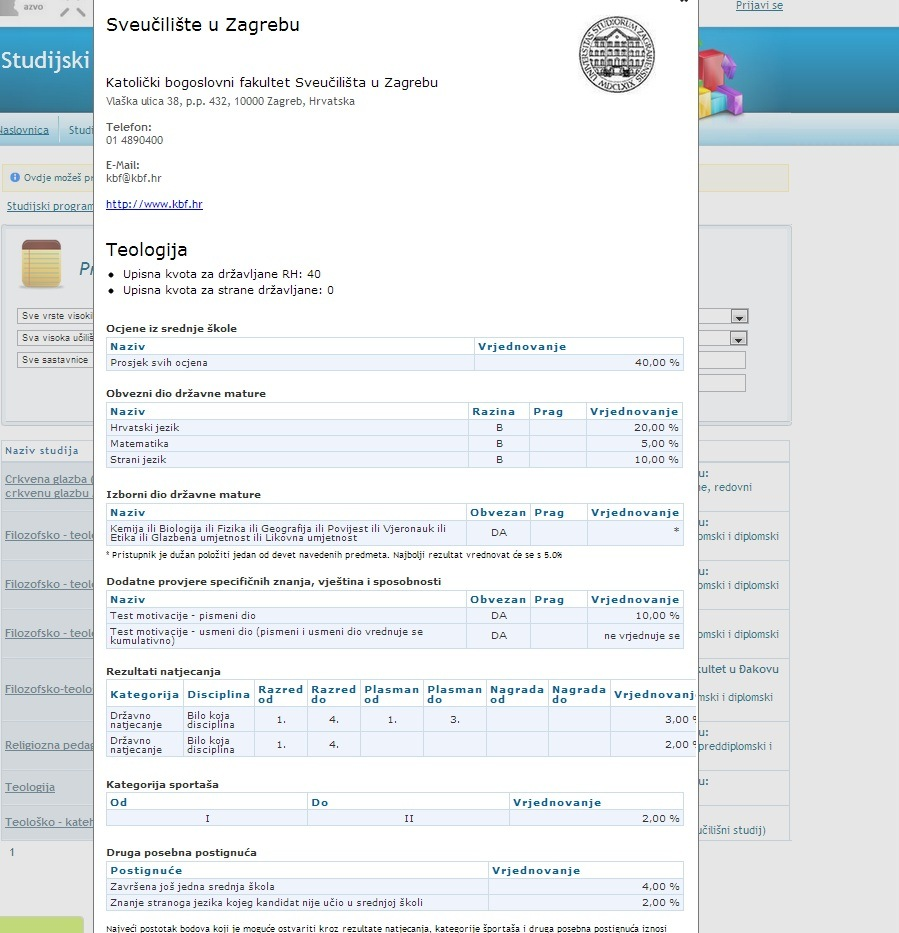 azvo
Prijavi se
Studijski
Naslovnica
Ovdje možeš
Studijski program
Sve vrste
Sva visoka
Sve sastavnice
Naziv studija
Crkvena glazba
crkvenu glazbu
Filozofsko
Filozofsko
Filozofsko
Religiozna
Teologija
Teološko
1
Sveučilište u Zagrebu
UNIVERSITAS STUDIORUM ZAGRABIENSIS MDCLXIX
Katolički bogoslovni fakultet Sveučilišta u Zagrebu
Vlaška ulica 38, p.p. 432, 10000 Zagreb, Hrvatska
Telefon:
01 4890400
E-Mail:
kbf@kbf.hr
http://www.kbf.hr
Teologija
• Upisna kvota za državljane RH: 40
• Upisna kvota za strane državljane: 0
Ocjene iz srednje škole
Naziv Vrjednovanje
Prosjek svih ocjena 40,00 %
Obvezni dio državne mature
Naziv Razina Prag Vrjednovanje
Hrvatski jezik B 20,00 %
Matematika B 5,00 %
Strani jezik B 10,00 %
Izborni dio državne mature
Naziv Obvezan Prag Vrjednovanje
Kemija ili Biologija ili Fizika ili Geografija ili Povijest ili Vjeronauk ili
Etika ili Glazbena umjetnost ili Likovna umjetnost DA *
* Pristupnik je dužan položiti jedan od devet navedenih predmeta. Najbolji rezultat vrednovat će se s 5.0%
Dodatne provjere specifičnih znanja, vještina i sposobnosti
Naziv Obvezan Prag Vrjednovanje
Test motivacije - pismeni dio DA 10,00 %
Test motivacije - usmeni dio (pismeni i usmeni dio vrednuje se
kumulativno) DA ne vrjednuje se
Rezultati natjecanja
Kategorija Disciplina Razred od Razred do Plasman od Plasman do Nagrada od Nagrada do Vrjednovanj
Državno natjecanje Bilo koja disciplina 1. 4. 1. 3. 3,00 %
Državno natjecanje Bilo koja disciplina 1. 4. 2,00 %
Kategorija sportaša
Od Do Vrjednovanje
I II 2,00 %
Druga posebna postignuća
Postignuće Vrjednovanje
Završena još jedna srednja škola 4,00 %
Znanje stranoga jezika kojeg kandidat nije učio u srednjoj školi 2,00 %
Najveći postotak bodova koji je moguće ostvariti kroz rezultate natjecanja, kategorije športaša i druga posebna postignuća iznosi
u:
ne, redovni
u:
omski i diplomski
u:
omski i diplomski
u:
omski i diplomski
kultet u Đakovu
mski i diplomski
u:
preddiplomski i
u:
učilišni studij)